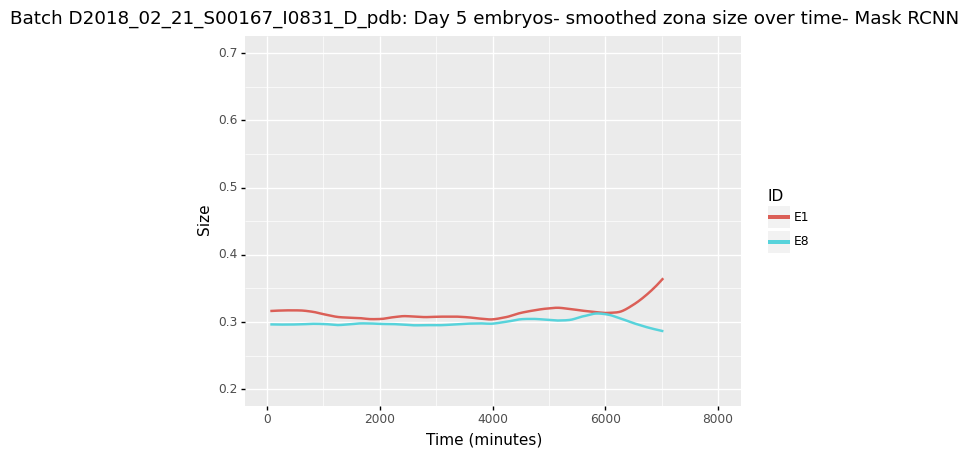 Batch D2018_02_21_S00167_I0831_D_pdb: Day 5 embryos- smoothed zona size over time- Mask RCNN
0.7
0.6
0.5
0.4
0.3
0.2
Size
0 2000 4000 6000 8000
Time (minutes)
ID
E1
E8